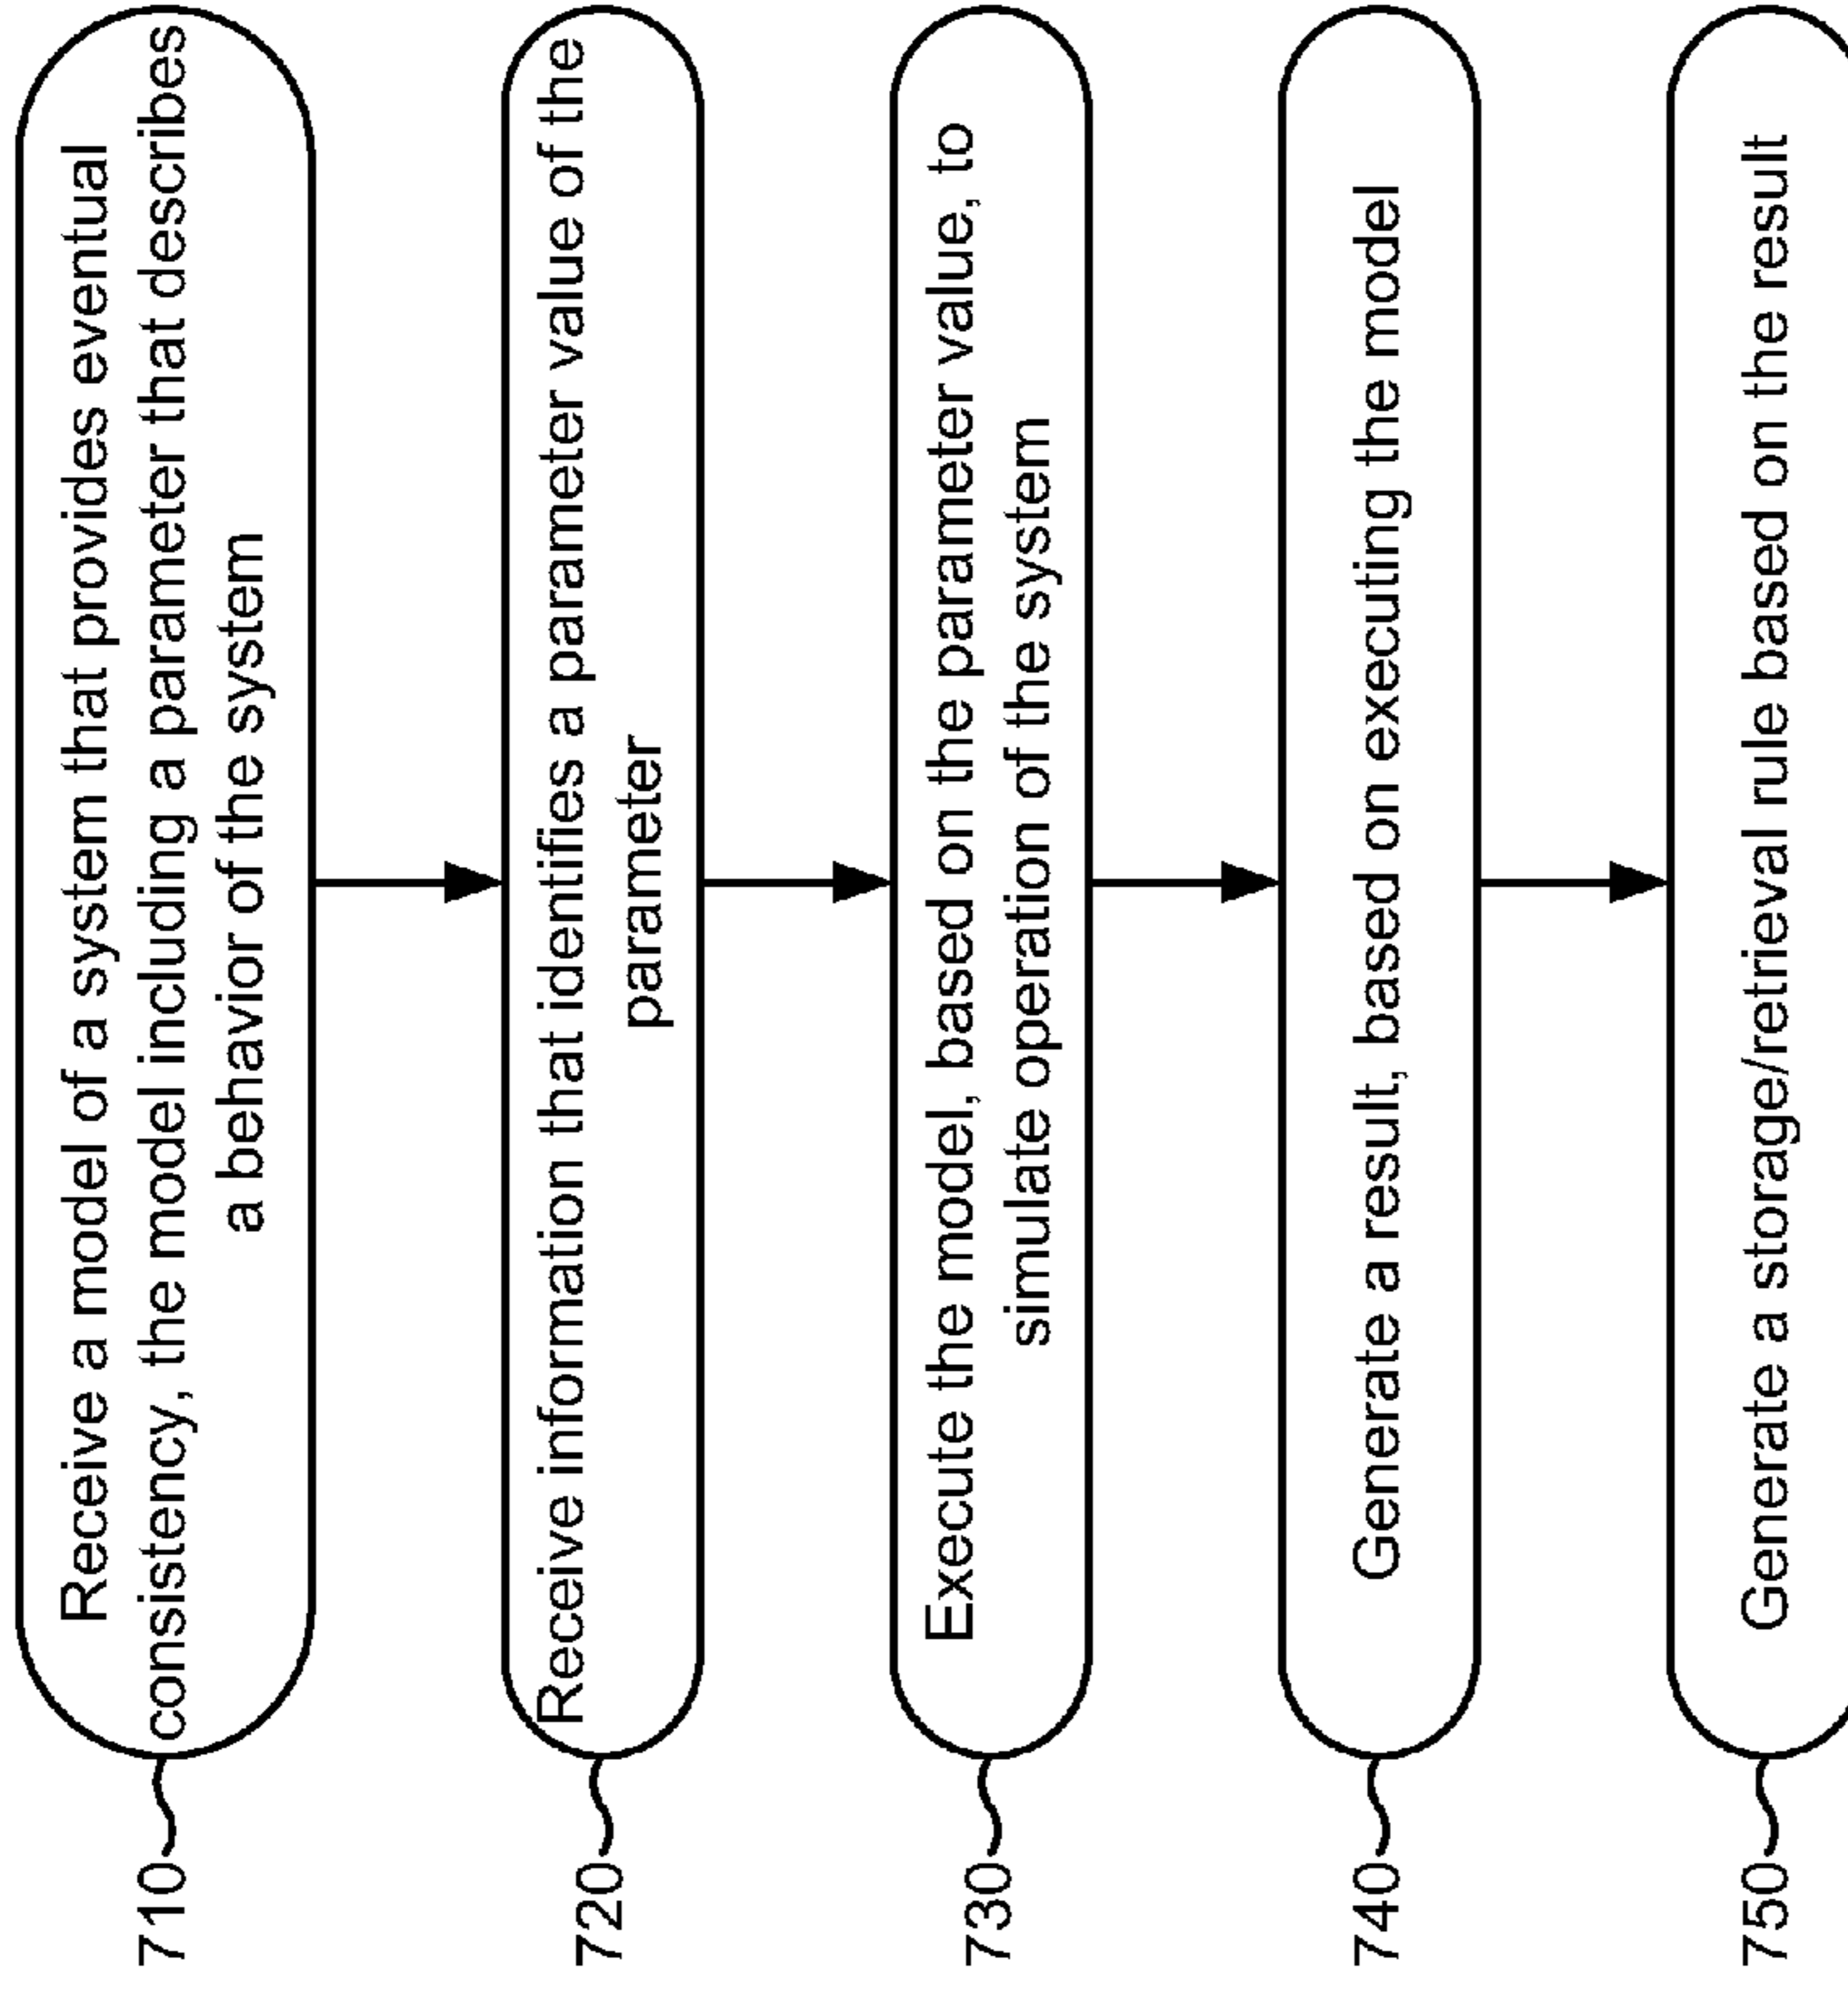 710
Receive a model of a system that provides eventual
consistency, the model including a parameter that describes
a behavior of the system
720
Receive information that identifies a parameter value of the
parameter
730
Execute the model, based on the parameter value, to
simulate operation of the system
740
Generate a result, based on executing the model
750
Generate a storage/retrieval rule based on the result